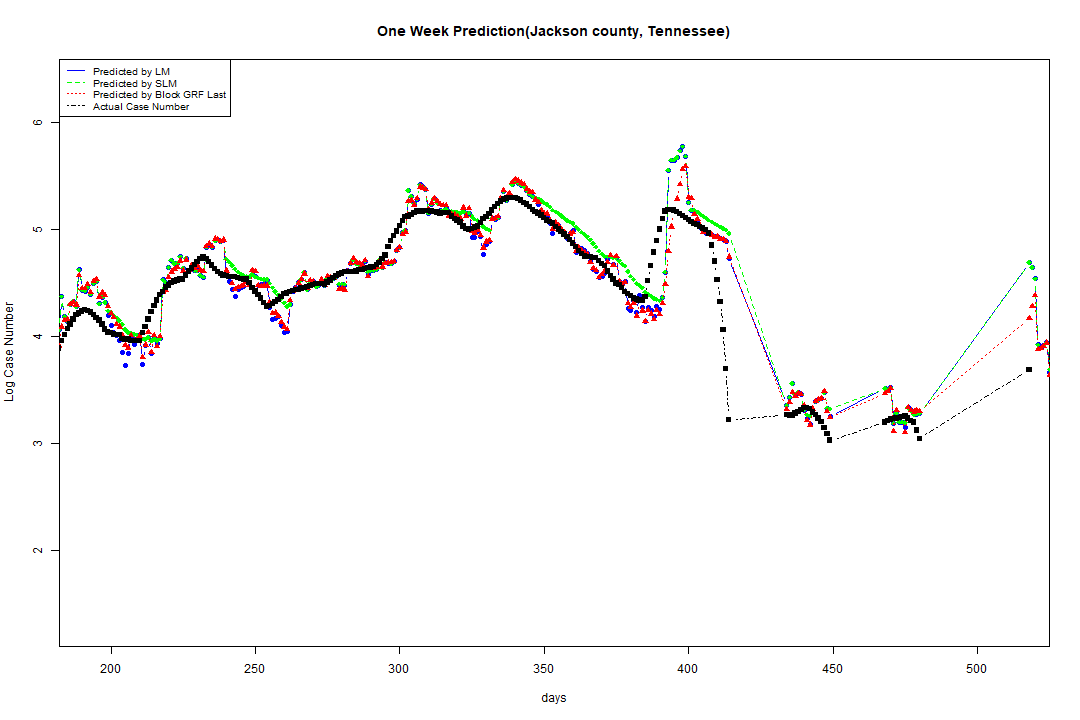 One Week Prediction(Jackson county, Tennessee)
Predicted by LM
Predicted by SLM
Predicted by Block GRF Last
Actual Case Number
6
5
4
3
2
Log Case Number
200 250 300 350 400 450 500
days